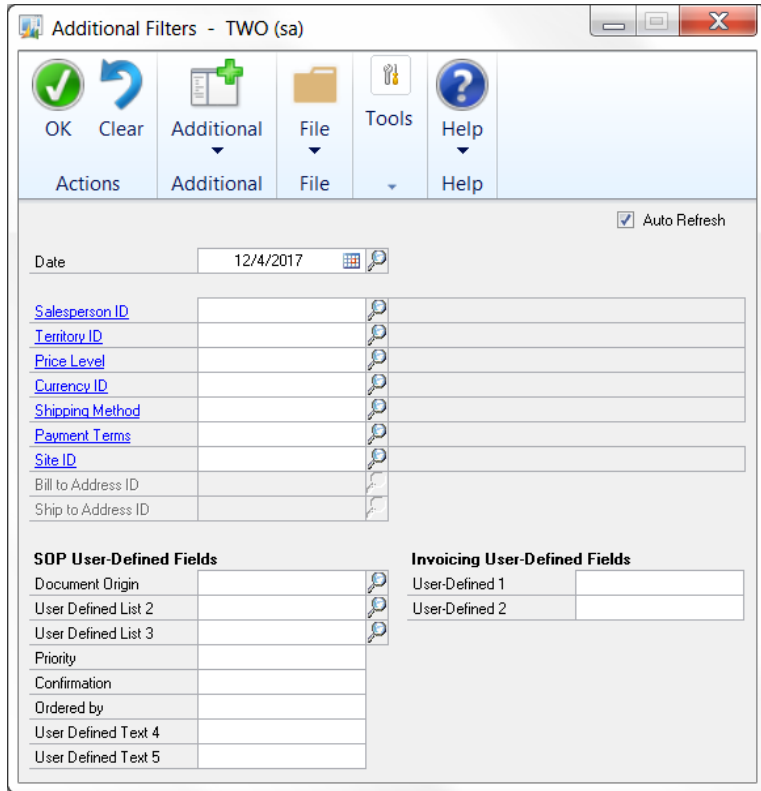 Additional Filters - TWO (sa)
OK Clear Additional File Tools Help
Actions Additional File Help
Auto Refresh
Date 12/4/2017
Salesperson ID
Territory ID
Price Level
Currency ID
Shipping Method
Payment Terms
Site ID
Bill to Address ID
Ship to Address ID
SOP User-Defined Fields Invoicing User-Defined Fields
Document Origin User-Defined 1
User Defined List 2 User-Defined 2
User Defined List 3
Priority
Confirmation
Ordered by
User Defined Text 4
User Defined Text 5